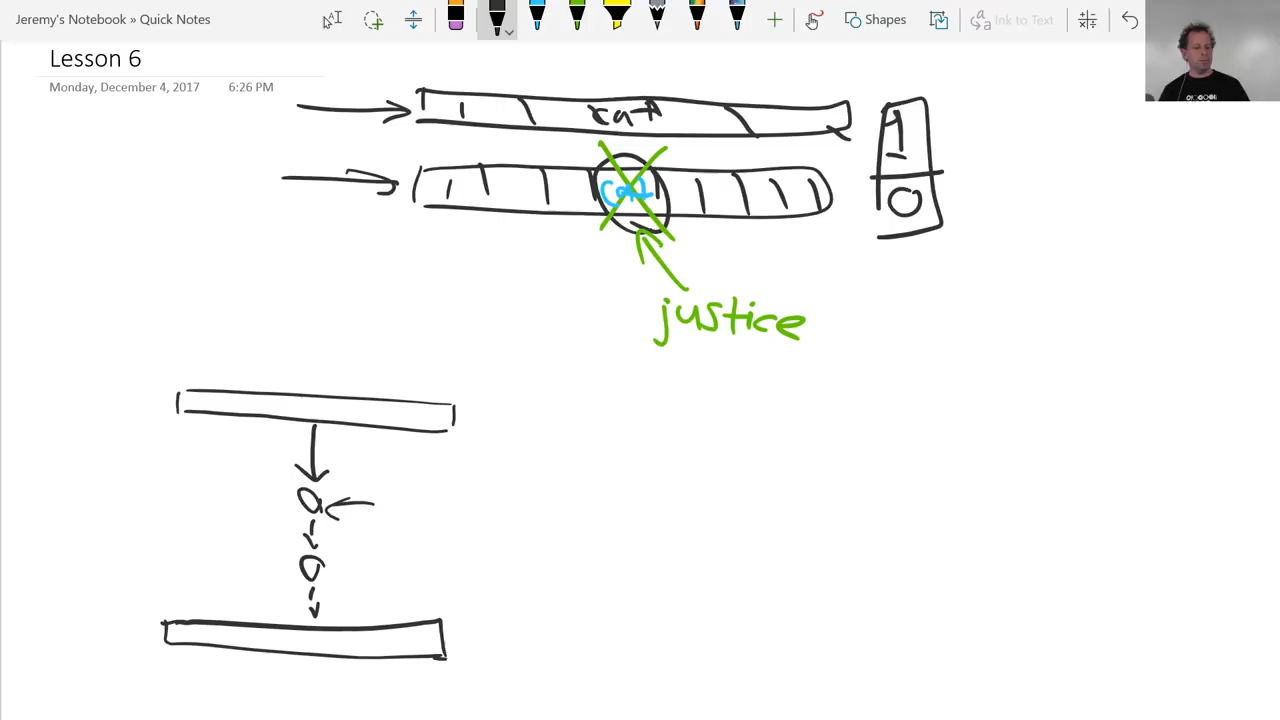 Jeremy's Notebook » Quick Notes
Shapes
Ink to Text
Lesson 6
Monday, December 4, 2017 6:26 PM
1
cat
0
justice